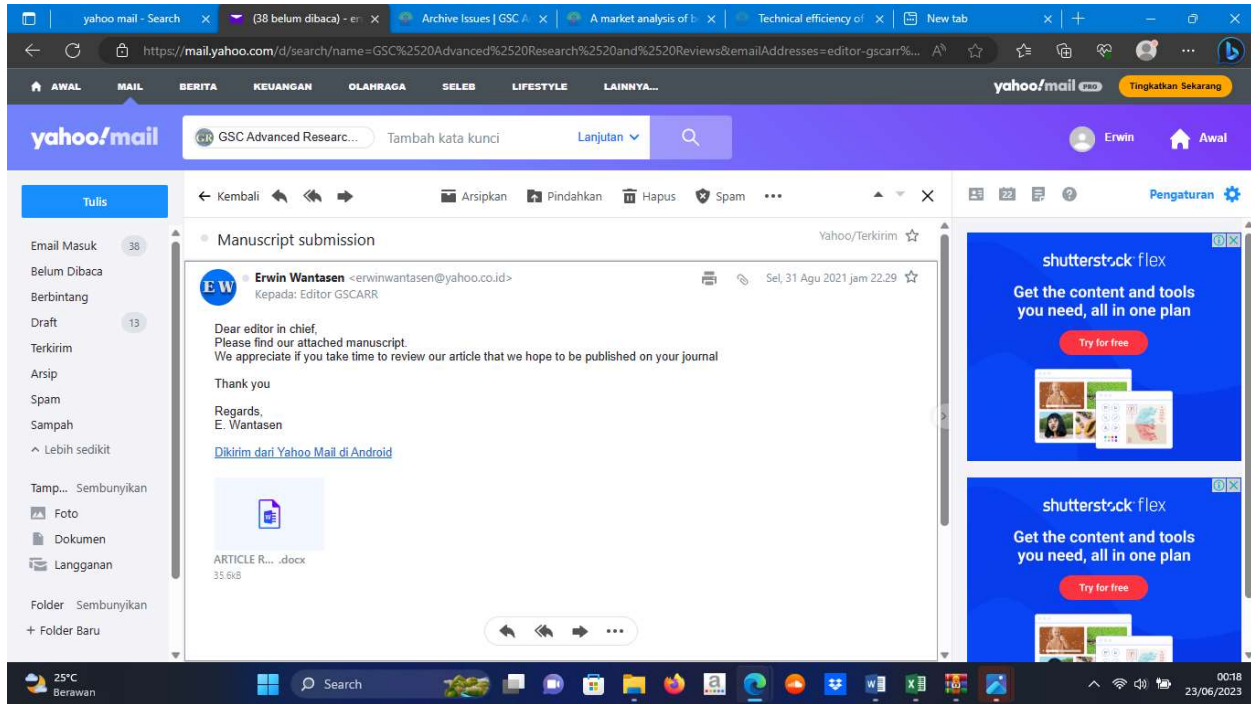 yahoo mail - Search
(38 belum dibaca) - er
Archive Issues | GSC A
A market analysis of b
Technical efficiency of
New tab
https://mail.yahoo.com/d/search/name=GSC%2520Advanced%2520Research%2520and%2520Reviews&emailAddresses=editor-gscarr%...
AWAL MAIL BERITA KEUANGAN OLAHRAGA SELEB LIFESTYLE LAINNYA...
yahoo!mail PRO
Tingkatkan Sekarang
yahoo!mail
GR GSC Advanced Researc... Tambah kata kunci Lanjutan
Erwin Awal
Tulis
Kembali Arsipkan Pindahkan Hapus Spam
22 Pengaturan
Email Masuk 38
Belum Dibaca
Berbintang
Draft 13
Terkirim
Arsip
Spam
Sampah
Lebih sedikit
Tamp... Sembunyikan
Foto
Dokumen
Langganan
Folder Sembunyikan
+ Folder Baru
Manuscript submission Yahoo/Terkirim
EW Erwin Wantasen <erwinwantasen@yahoo.co.id> Sel, 31 Agu 2021 jam 22.29
Kepada: Editor GSCARR
Dear editor in chief,
Please find our attached manuscript.
We appreciate if you take time to review our article that we hope to be published on your journal
Thank you
Regards,
E. Wantasen
Dikirim dari Yahoo Mail di Android
ARTICLE R... .docx
35.6kB
shutterstock flex
Get the content and tools
you need, all in one plan
Try for free
shutterstock flex
Get the content and tools
you need, all in one plan
Try for free
25°C
Berawan
Search
00:18
23/06/2023